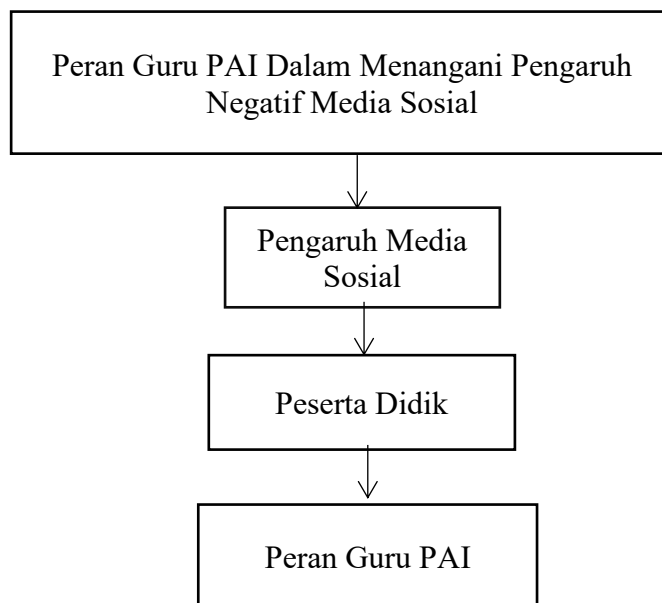 Peran Guru PAI Dalam Menangani Pengaruh
Negatif Media Sosial
Pengaruh Media
Sosial
Peserta Didik
Peran Guru PAI